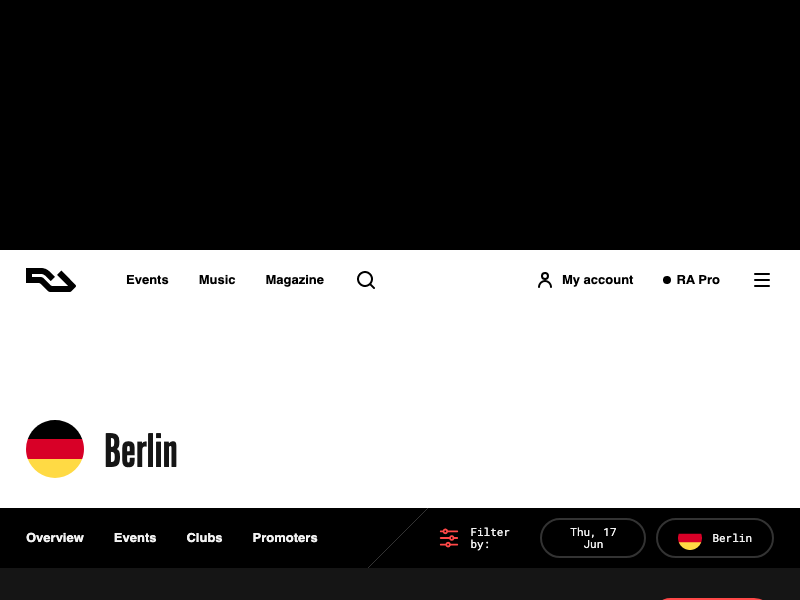 Events Music Magazine My account RA Pro
Berlin
Overview Events Clubs Promoters
Filter
by:
Thu, 17
Jun
Berlin